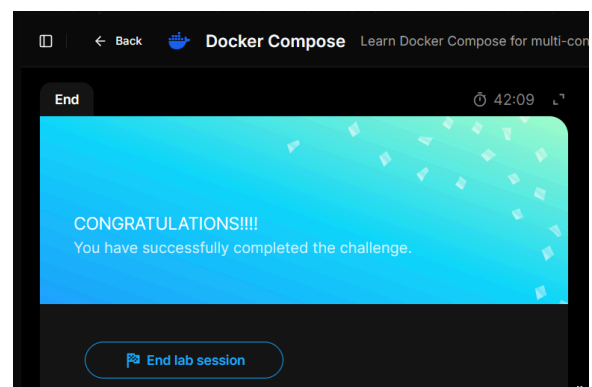 Back Docker Compose Learn Docker Compose for multi-con
End 42:09
CONGRATULATIONS!!!!
You have successfully completed the challenge.
End lab session